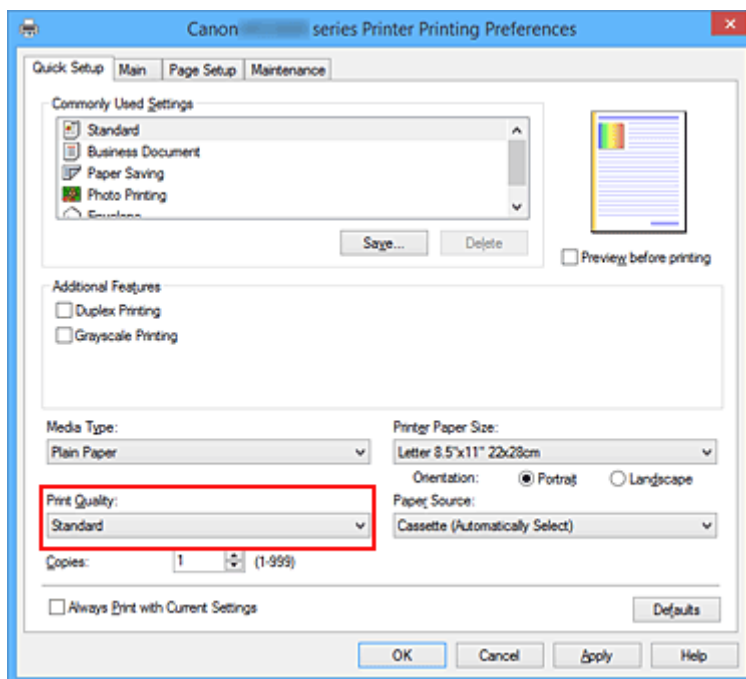 Canon series Printer Printing Preferences
Quick Setup Main Page Setup Maintenance
Commonly Used Settings
Standard
Business Document
Paper Saving
Photo Printing
Envelope
Save... Delete
Preview before printing
Additional Features
Duplex Printing
Grayscale Printing
Media Type:
Plain Paper
Printer Paper Size:
Letter 8.5"x11" 22x28cm
Orientation: Portrait Landscape
Print Quality:
Standard
Paper Source:
Cassette (Automatically Select)
Copies: 1 (1-999)
Always Print with Current Settings
Defaults
OK Cancel Apply Help